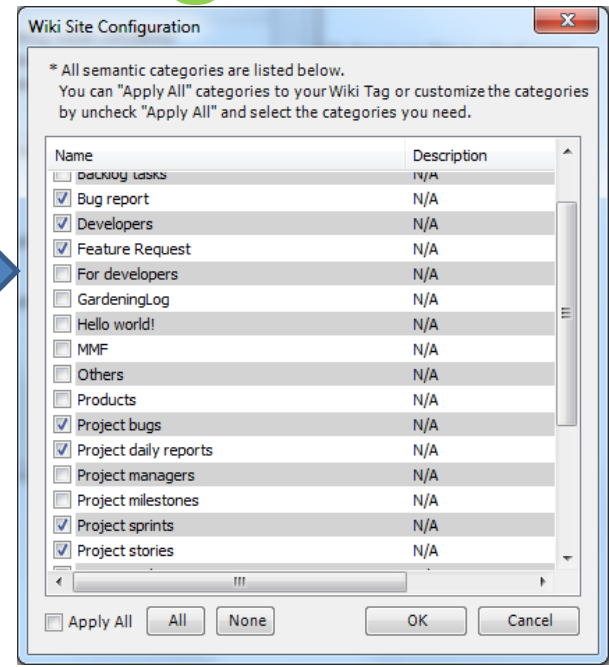 Wiki Site Configuration
* All semantic categories are listed below.
You can "Apply All" categories to your Wiki Tag or customize the categories
by uncheck "Apply All" and select the categories you need.
Name Description
Backlog tasks N/A
Bug report N/A
Developers N/A
Feature Request N/A
For developers N/A
GardeningLog N/A
Hello world! N/A
MMF N/A
Others N/A
Products N/A
Project bugs N/A
Project daily reports N/A
Project managers N/A
Project milestones N/A
Project sprints N/A
Project stories N/A
Apply All All None OK Cancel